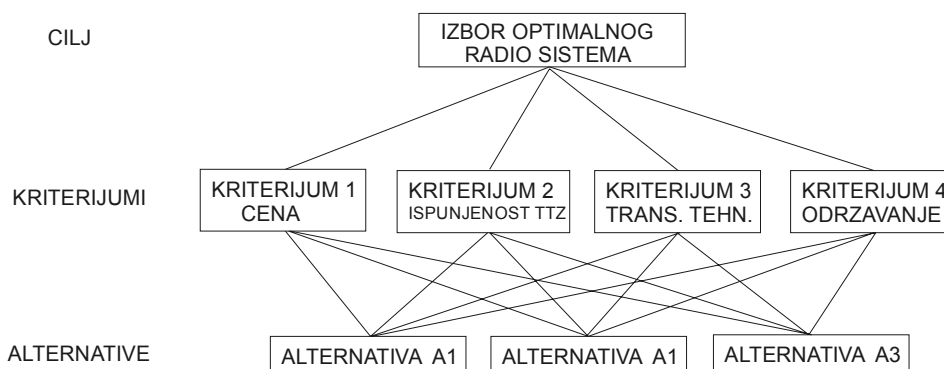 CILJ
IZBOR OPTIMALNOG
RADIO SISTEMA
KRITERIJUMI
KRITERIJUM 1
CENA
KRITERIJUM 2
ISPUNJENOST TTZ
KRITERIJUM 3
TRANS. TEHN.
KRITERIJUM 4
ODRZAVANJE
ALTERNATIVE
ALTERNATIVA A1
ALTERNATIVA A1
ALTERNATIVA A3